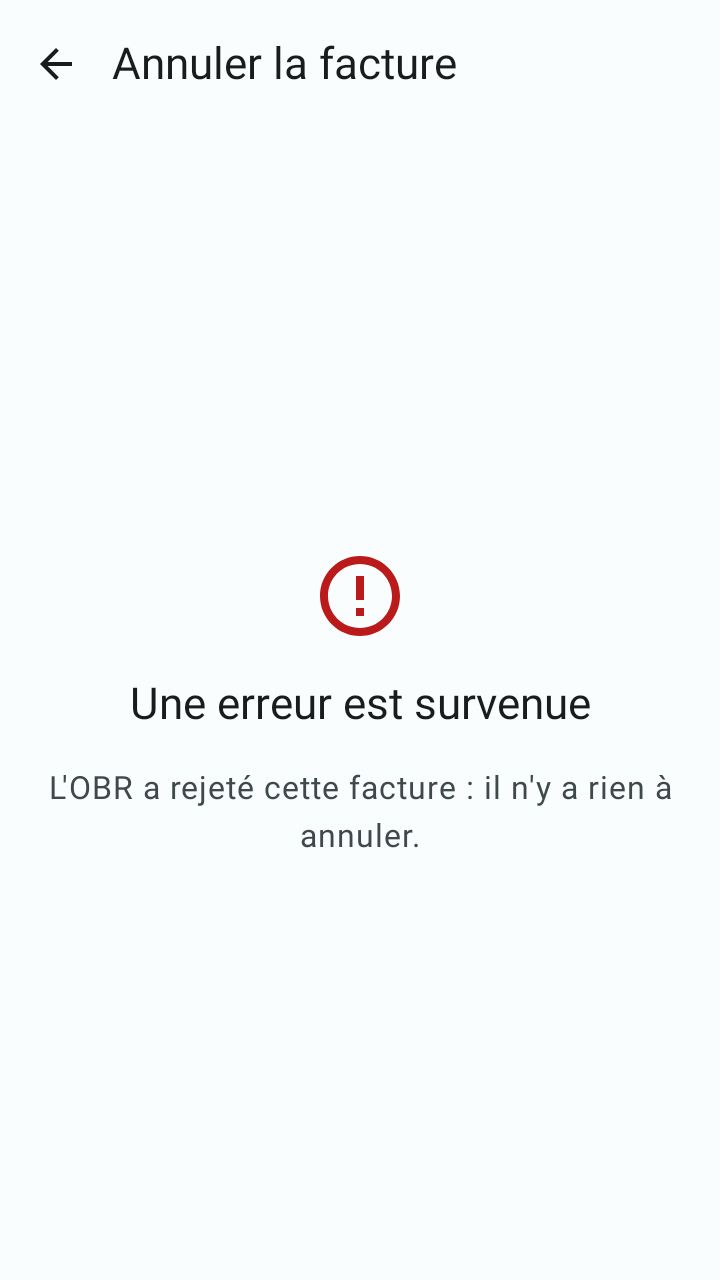 Annuler la facture
Une erreur est survenue
L'OBR a rejeté cette facture : il n'y a rien à
annuler.